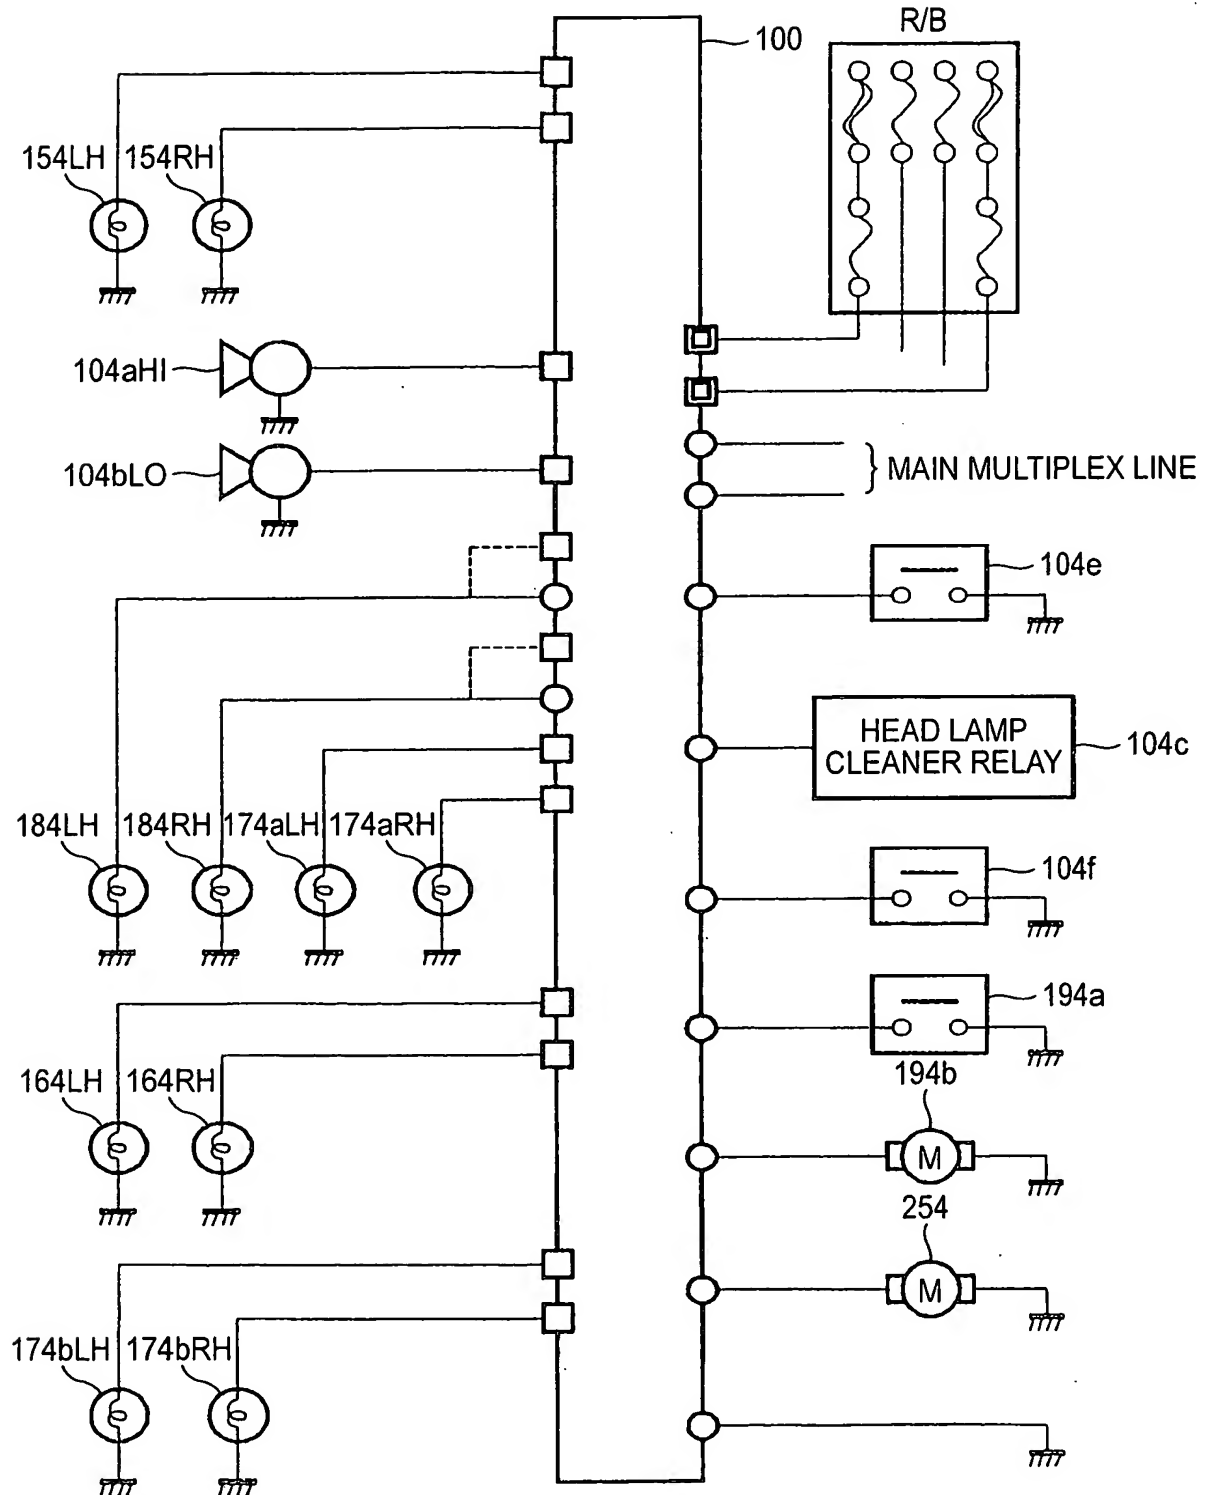 R/B
100
154LH 154RH
104aHI
104bLO
MAIN MULTIPLEX LINE
104e
HEAD LAMP
CLEANER RELAY
104c
184LH 184RH 174aLH 174aRH
104f
194a
164LH 164RH
194b
M
254
M
174bLH 174bRH